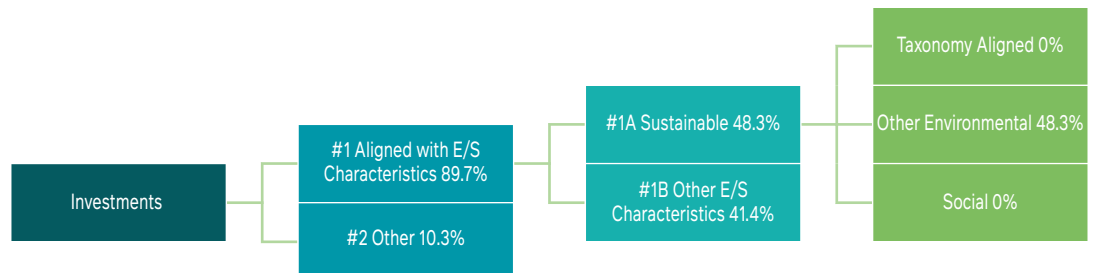 Investments
#1 Aligned with E/S
Characteristics 89.7%
#2 Other 10.3%
#1A Sustainable 48.3%
#1B Other E/S
Characteristics 41.4%
Taxonomy Aligned 0%
Other Environmental 48.3%
Social 0%